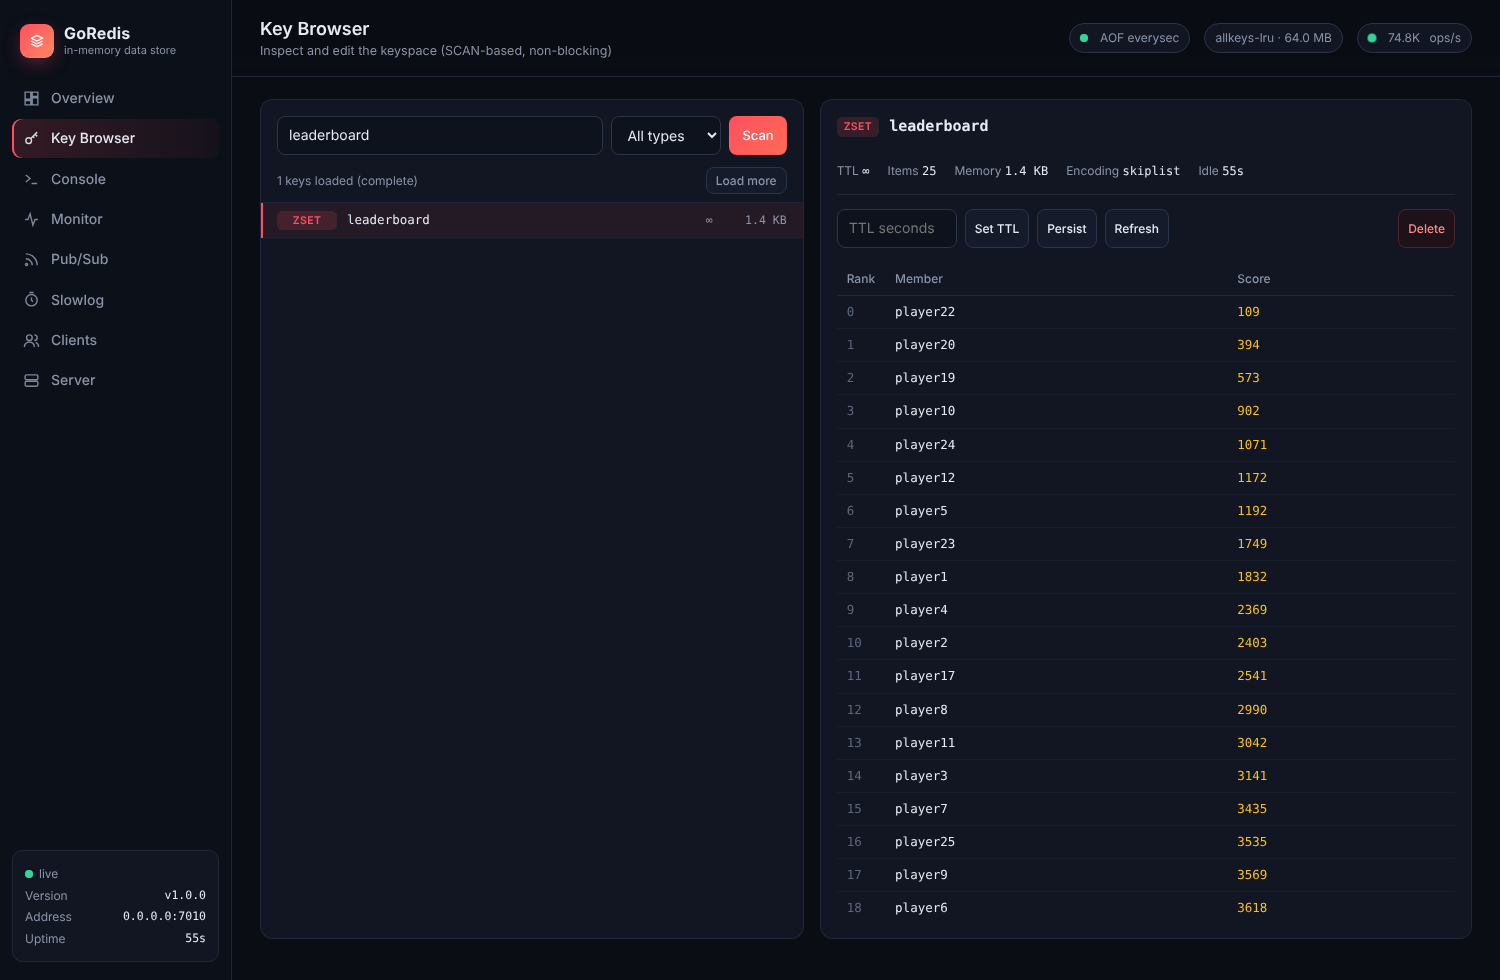 GoRedis
in-memory data store
Overview
Key Browser
Console
Monitor
Pub/Sub
Slowlog
Clients
Server
live
Version v1.0.0
Address 0.0.0.0:7010
Uptime 55s
Key Browser
Inspect and edit the keyspace (SCAN-based, non-blocking)
AOF everysec
allkeys-lru · 64.0 MB
74.8K ops/s
leaderboard
All types
Scan
1 keys loaded (complete)
Load more
ZSET leaderboard ∞ 1.4 KB
ZSET leaderboard
TTL ∞ Items 25 Memory 1.4 KB Encoding skiplist Idle 55s
TTL seconds Set TTL Persist Refresh Delete
Rank Member Score
0 player22 109
1 player20 394
2 player19 573
3 player10 902
4 player24 1071
5 player12 1172
6 player5 1192
7 player23 1749
8 player1 1832
9 player4 2369
10 player2 2403
11 player17 2541
12 player8 2990
13 player11 3042
14 player3 3141
15 player7 3435
16 player25 3535
17 player9 3569
18 player6 3618